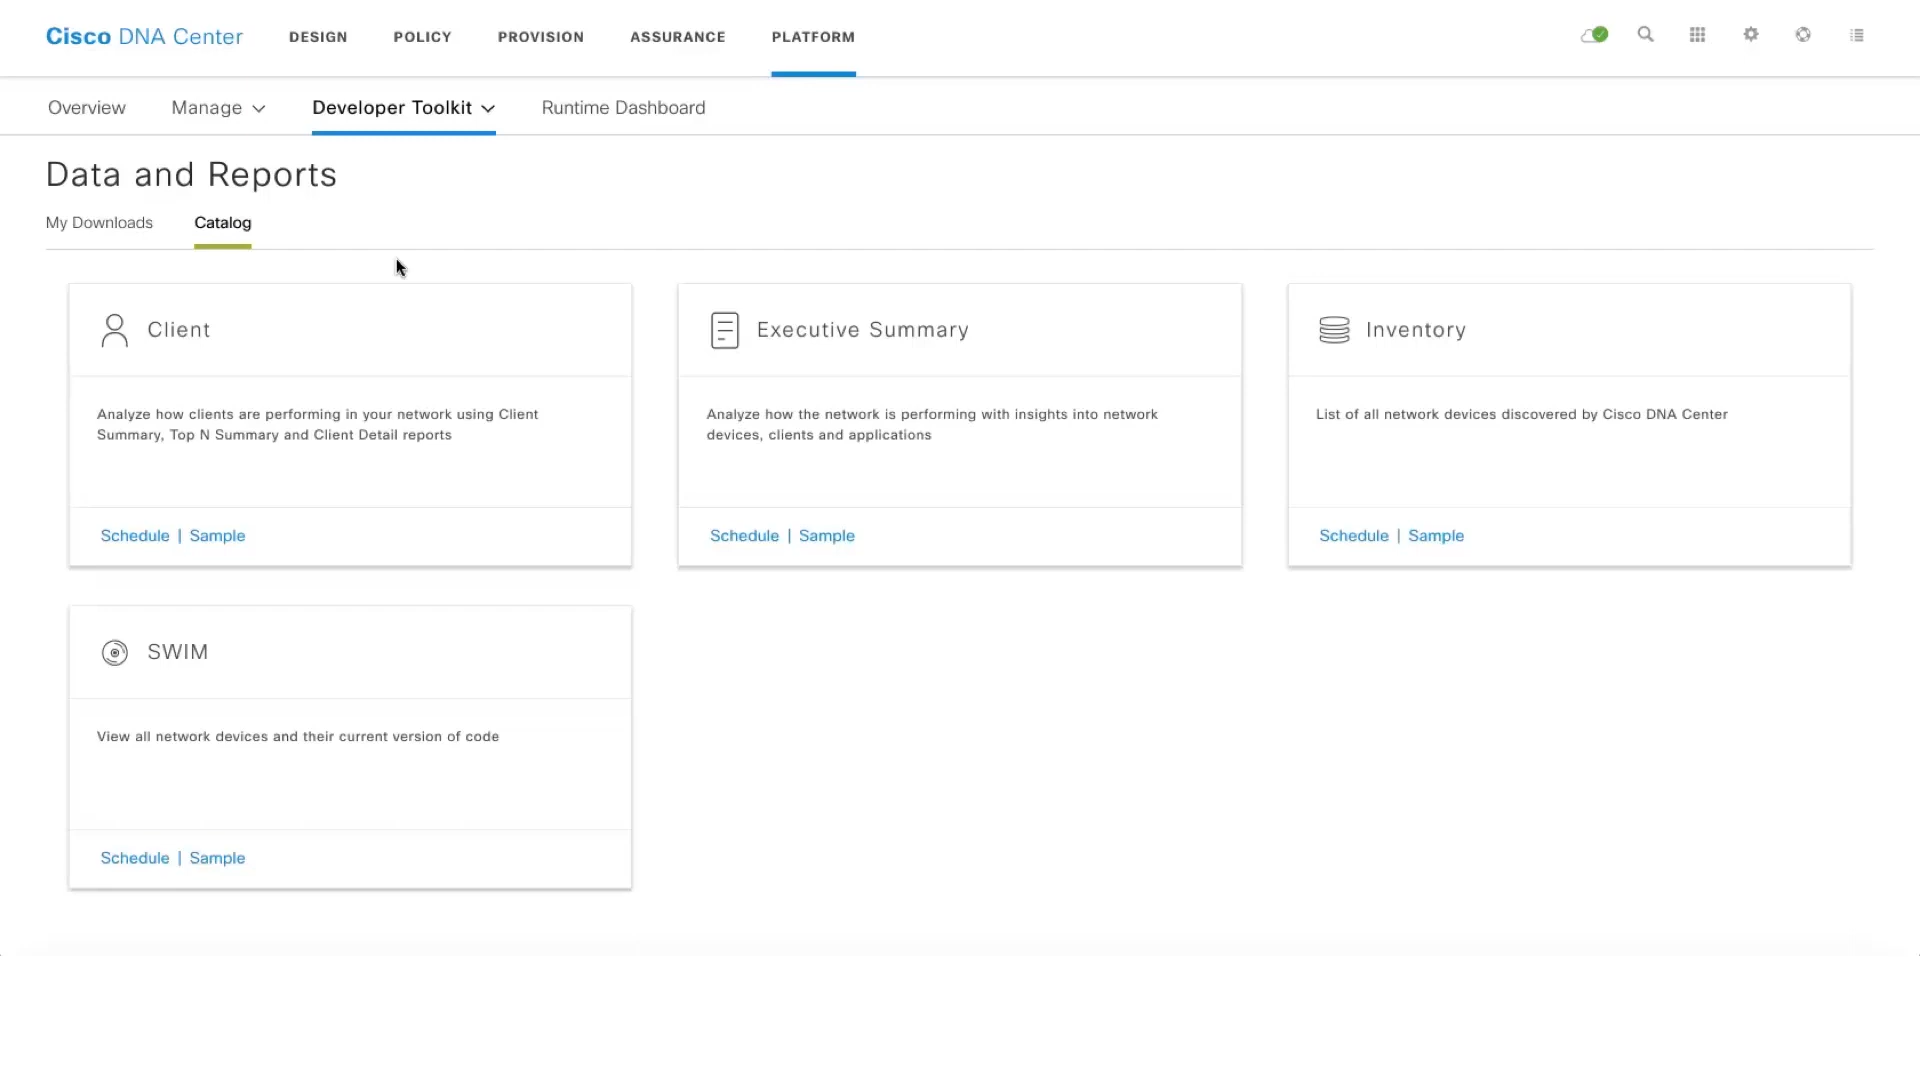 Cisco DNA Center DESIGN POLICY PROVISION ASSURANCE PLATFORM
Overview Manage Developer Toolkit Runtime Dashboard
Data and Reports
My Downloads Catalog
Client
Analyze how clients are performing in your network using Client
Summary, Top N Summary and Client Detail reports
Schedule | Sample
Executive Summary
Analyze how the network is performing with insights into network
devices, clients and applications
Schedule | Sample
Inventory
List of all network devices discovered by Cisco DNA Center
Schedule | Sample
SWIM
View all network devices and their current version of code
Schedule | Sample